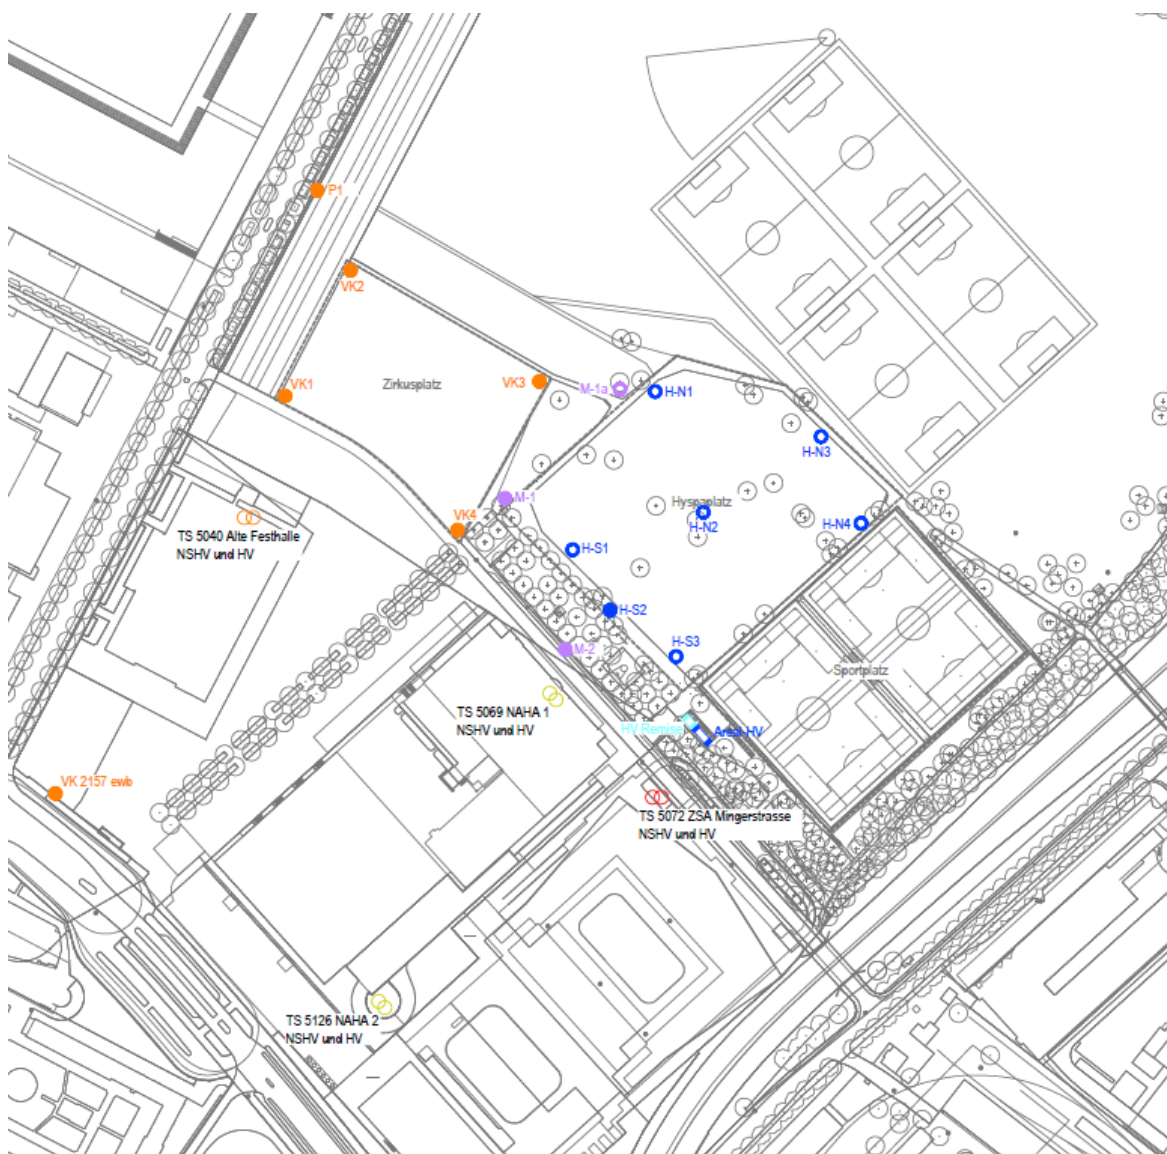 P1
VK2
VK1
Zirkusplatz
VK3
M-1a
H-N1
H-N3
M-1
Hyspaplatz
H-N2
H-N4
VK4
TS 5040 Alte Festhalle
NSHV und HV
H-S1
H-S2
M-2
H-S3
Sportplatz
TS 5069 NAHA 1
NSHV und HV
HV Remise
Areal-HV
VK 2157 ewb
TS 5072 ZSA Mingerstrasse
NSHV und HV
TS 5126 NAHA 2
NSHV und HV